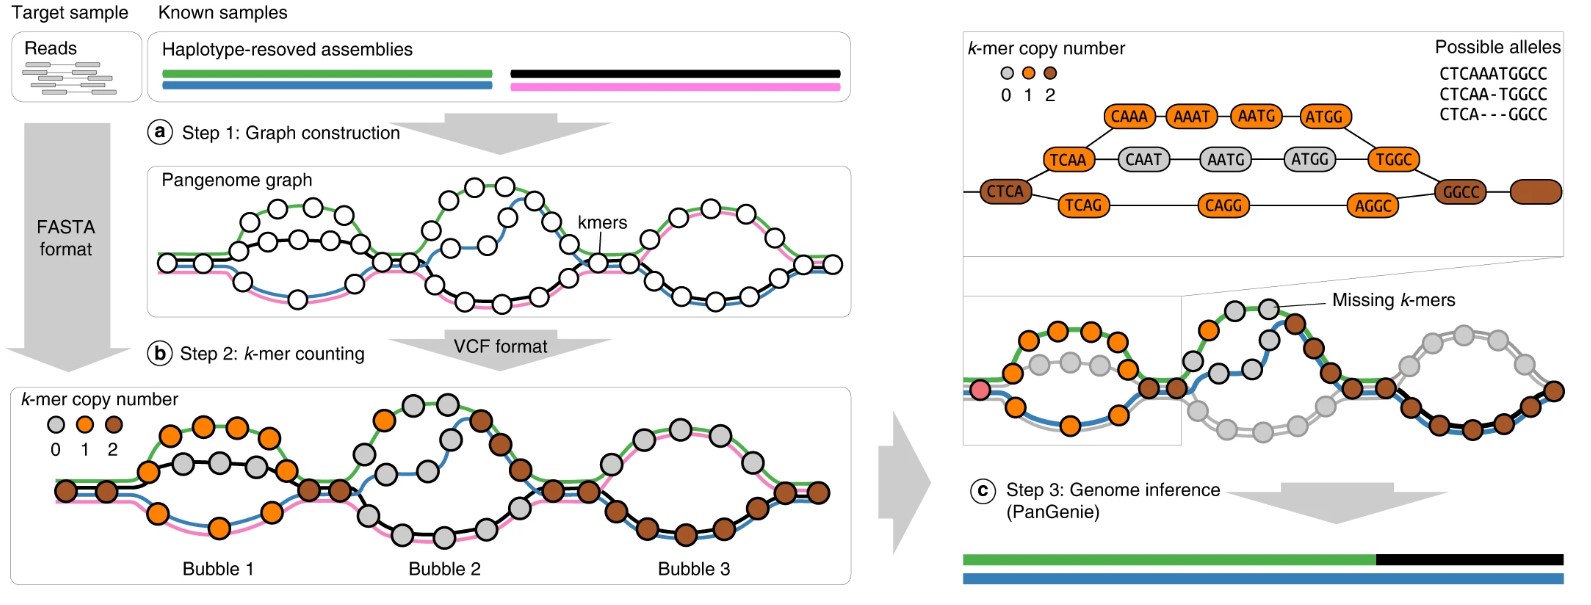 Target sample
Known samples
Reads
Haplotype-resoved assemblies
a Step 1: Graph construction
Pangenome graph
kmers
FASTA
format
b Step 2: k-mer counting
VCF format
k-mer copy number
0 1 2
Bubble 1
Bubble 2
Bubble 3
k-mer copy number
0 1 2
Possible alleles
CTCAAATGGCC
CTCAA-TGGCC
CTCA---GGCC
CAAA AAAT AATG ATGG
TCAA CAAT AATG ATGG TGGC
CTCA GGCC
TCAG CAGG AGGC
Missing k-mers
c Step 3: Genome inference
(PanGenie)